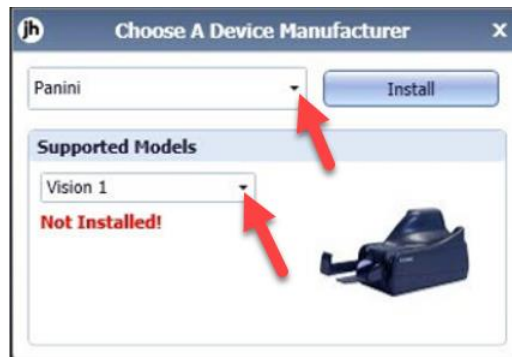 jh Choose A Device Manufacturer X
Panini Install
Supported Models
Vision 1
Not Installed!